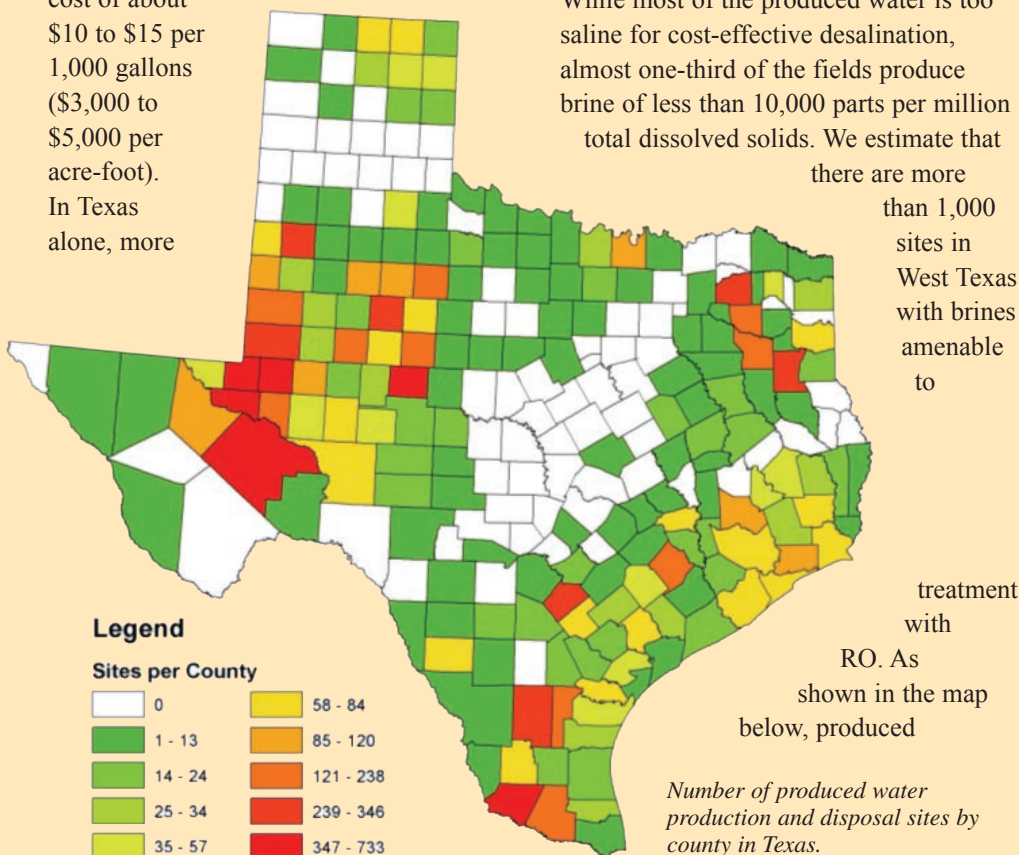 cost of about
$10 to $15 per
1,000 gallons
($3,000 to
$5,000 per
acre-foot).
In Texas
alone, more
While most of the produced water is too
saline for cost-effective desalination,
almost one-third of the fields produce
brine of less than 10,000 parts per million
total dissolved solids. We estimate that
there are more
than 1,000
sites in
West Texas
with brines
amenable
to
treatment
with
RO. As
shown in the map
below, produced
Legend
Sites per County
0
1 - 13
14 - 24
25 - 34
35 - 57
58 - 84
85 - 120
121 - 238
239 - 346
347 - 733
Number of produced water
production and disposal sites by
county in Texas.